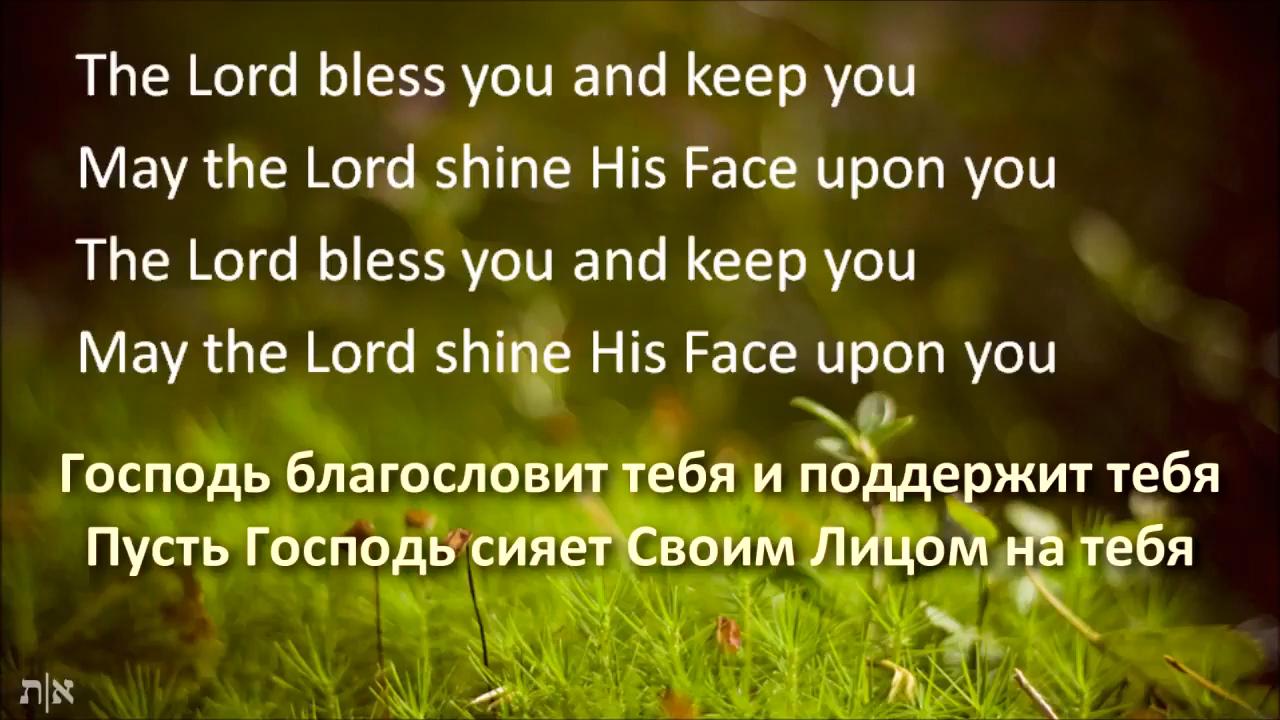 The Lord bless you and keep you
May the Lord shine His Face upon you
The Lord bless you and keep you
May the Lord shine His Face upon you
Господь благословит тебя и поддержит тебя
Пусть Господь сияет Своим Лицом на тебя
א|ת